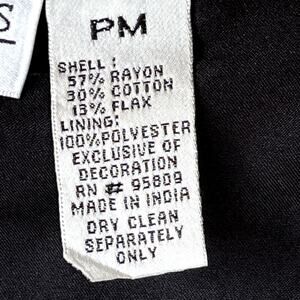 S
PM
SHELL:
57% RAYON
30% COTTON
13% FLAX
LINING:
100%POLYESTER
EXCLUSIVE OF
DECORATION
RN # 95809
MADE IN INDIA
DRY CLEAN
SEPARATELY
ONLY